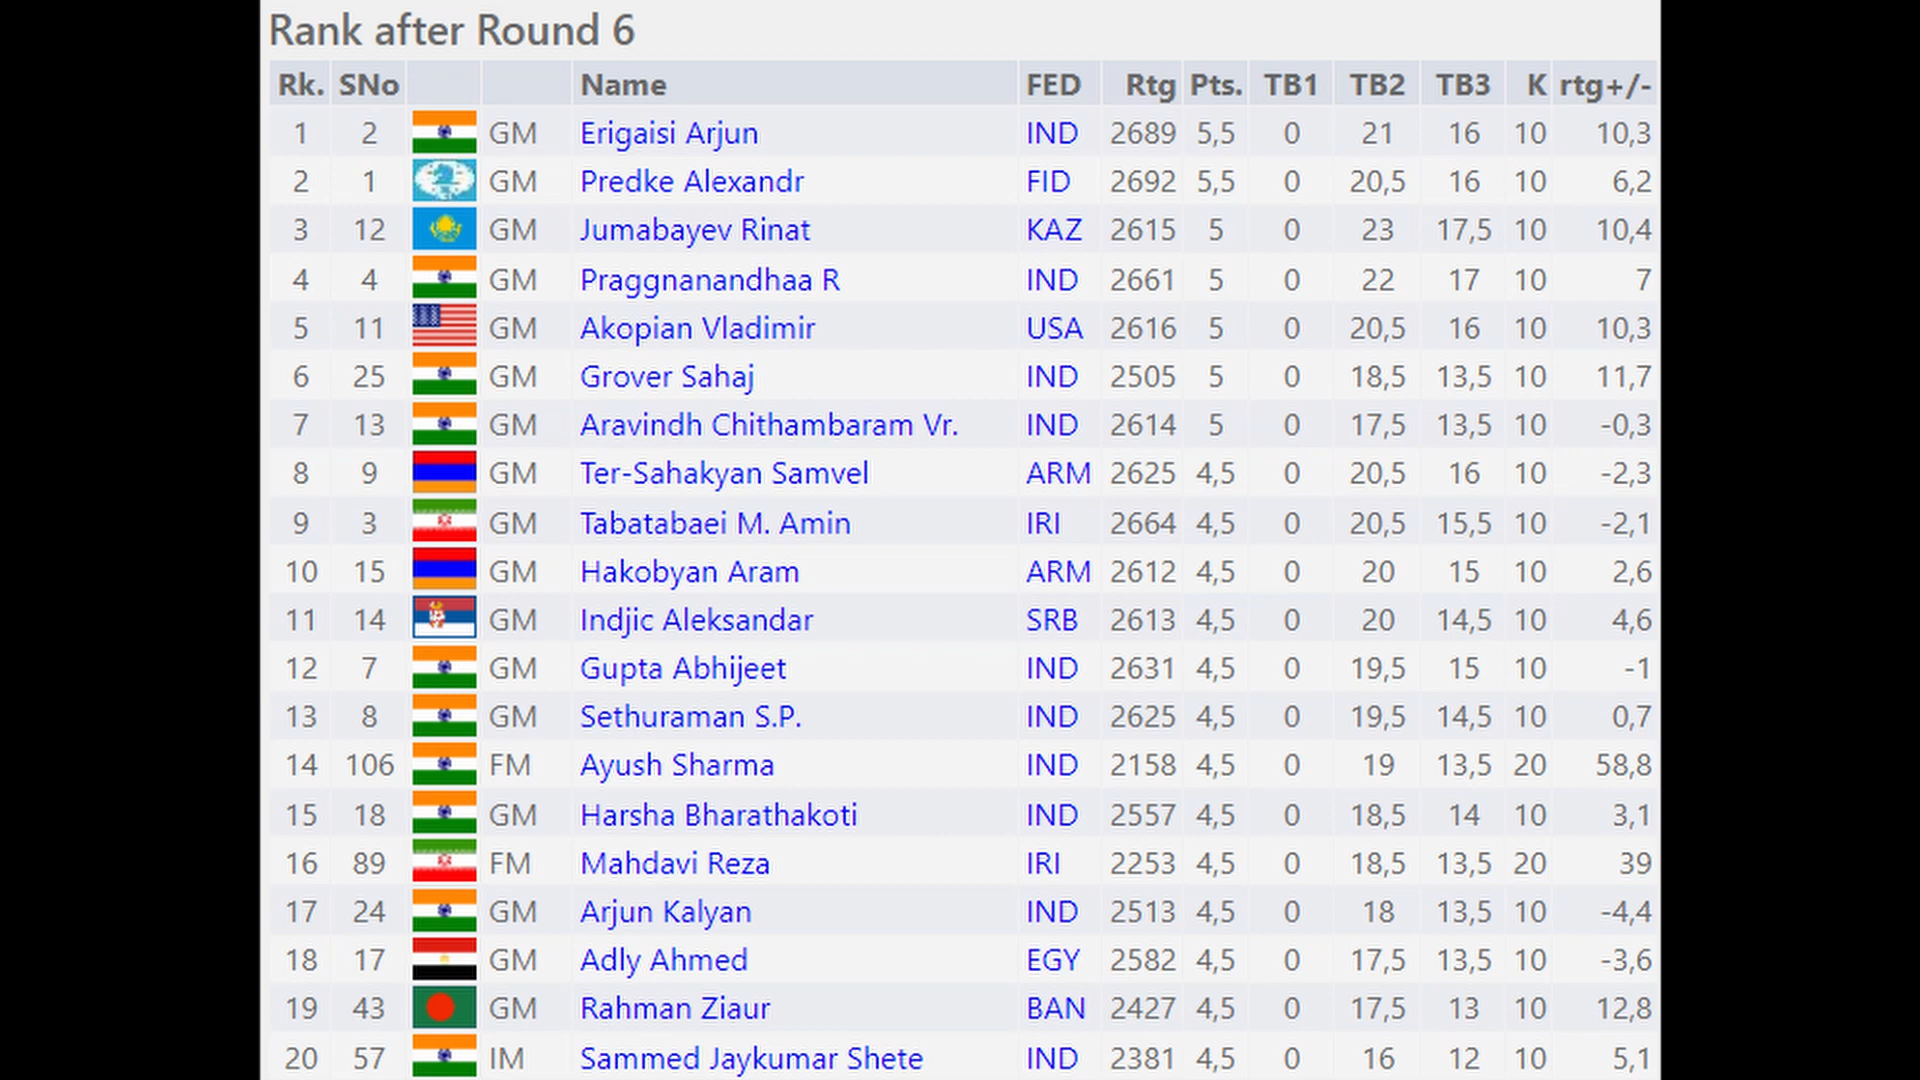 Rank after Round 6
Rk. SNo Name FED Rtg Pts. TB1 TB2 TB3 K rtg+/-
1 2 GM Erigaisi Arjun IND 2689 5,5 0 21 16 10 10,3
2 1 GM Predke Alexandr FID 2692 5,5 0 20,5 16 10 6,2
3 12 GM Jumabayev Rinat KAZ 2615 5 0 23 17,5 10 10,4
4 4 GM Praggnanandhaa R IND 2661 5 0 22 17 10 7
5 11 GM Akopian Vladimir USA 2616 5 0 20,5 16 10 10,3
6 25 GM Grover Sahaj IND 2505 5 0 18,5 13,5 10 11,7
7 13 GM Aravindh Chithambaram Vr. IND 2614 5 0 17,5 13,5 10 -0,3
8 9 GM Ter-Sahakyan Samvel ARM 2625 4,5 0 20,5 16 10 -2,3
9 3 GM Tabatabaei M. Amin IRI 2664 4,5 0 20,5 15,5 10 -2,1
10 15 GM Hakobyan Aram ARM 2612 4,5 0 20 15 10 2,6
11 14 GM Indjic Aleksandar SRB 2613 4,5 0 20 14,5 10 4,6
12 7 GM Gupta Abhijeet IND 2631 4,5 0 19,5 15 10 -1
13 8 GM Sethuraman S.P. IND 2625 4,5 0 19,5 14,5 10 0,7
14 106 FM Ayush Sharma IND 2158 4,5 0 19 13,5 20 58,8
15 18 GM Harsha Bharathakoti IND 2557 4,5 0 18,5 14 10 3,1
16 89 FM Mahdavi Reza IRI 2253 4,5 0 18,5 13,5 20 39
17 24 GM Arjun Kalyan IND 2513 4,5 0 18 13,5 10 -4,4
18 17 GM Adly Ahmed EGY 2582 4,5 0 17,5 13,5 10 -3,6
19 43 GM Rahman Ziaur BAN 2427 4,5 0 17,5 13 10 12,8
20 57 IM Sammed Jaykumar Shete IND 2381 4,5 0 16 12 10 5,1